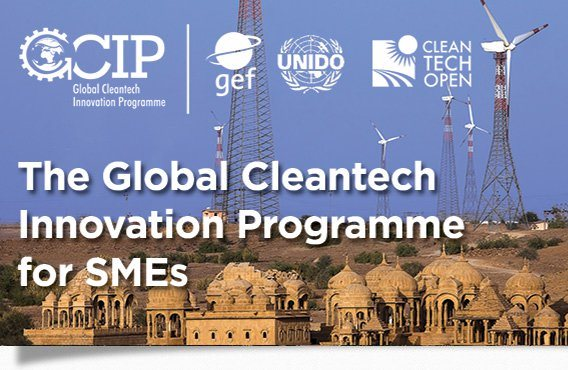 GCIP
Global Cleantech
Innovation Programme
gef
UNIDO
CLEAN
TECH
OPEN
The Global Cleantech
Innovation Programme
for SMEs